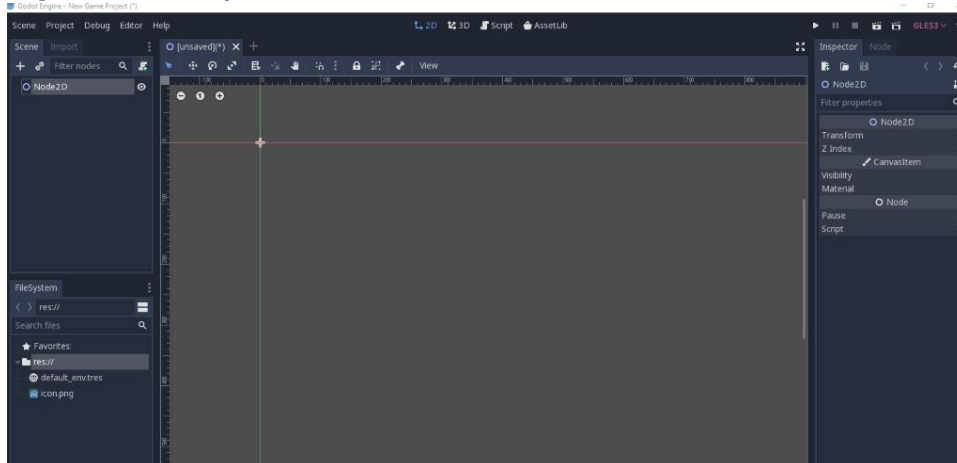 Godot Engine - New Game Project (*)
Scene Project Debug Editor Help
2D 3D Script AssetLib
GLES3
Scene Import
[unsaved](*) X +
Inspector Node
Filter nodes
View
Node2D
Node2D
Filter properties
Node2D
Transform
Z Index
CanvasItem
Visibility
Material
Node
Pause
Script
FileSystem
res://
Search files
Favorites:
res://
default_env.tres
icon.png